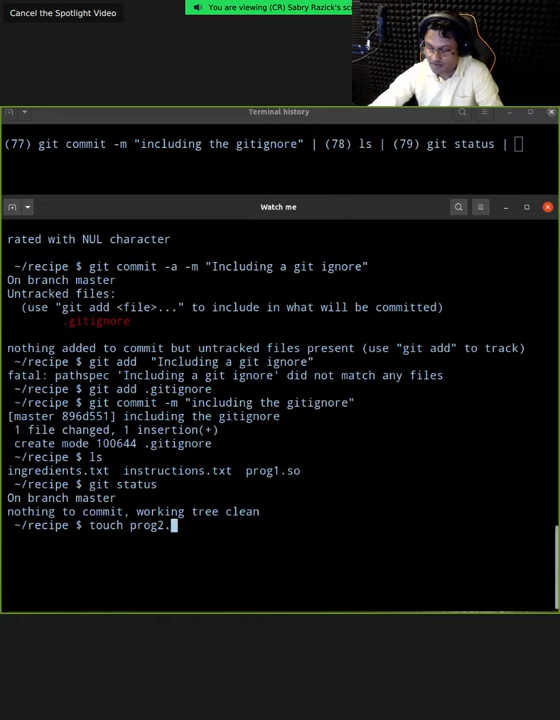 Cancel the Spotlight Video
You are viewing (CR) Sabry Razick's sc
Terminal history
(77) git commit -m "including the gitignore" | (78) ls | (79) git status |
Watch me
rated with NUL character
~/recipe $ git commit -a -m "Including a git ignore"
On branch master
Untracked files:
(use "git add <file>..." to include in what will be committed)
.gitignore
nothing added to commit but untracked files present (use "git add" to track)
~/recipe $ git add  "Including a git ignore"
fatal: pathspec 'Including a git ignore' did not match any files
~/recipe $ git add .gitignore
~/recipe $ git commit -m "including the gitignore"
[master 896d551] including the gitignore
1 file changed, 1 insertion(+)
create mode 100644 .gitignore
~/recipe $ ls
ingredients.txt  instructions.txt  prog1.so
~/recipe $ git status
On branch master
nothing to commit, working tree clean
~/recipe $ touch prog2.